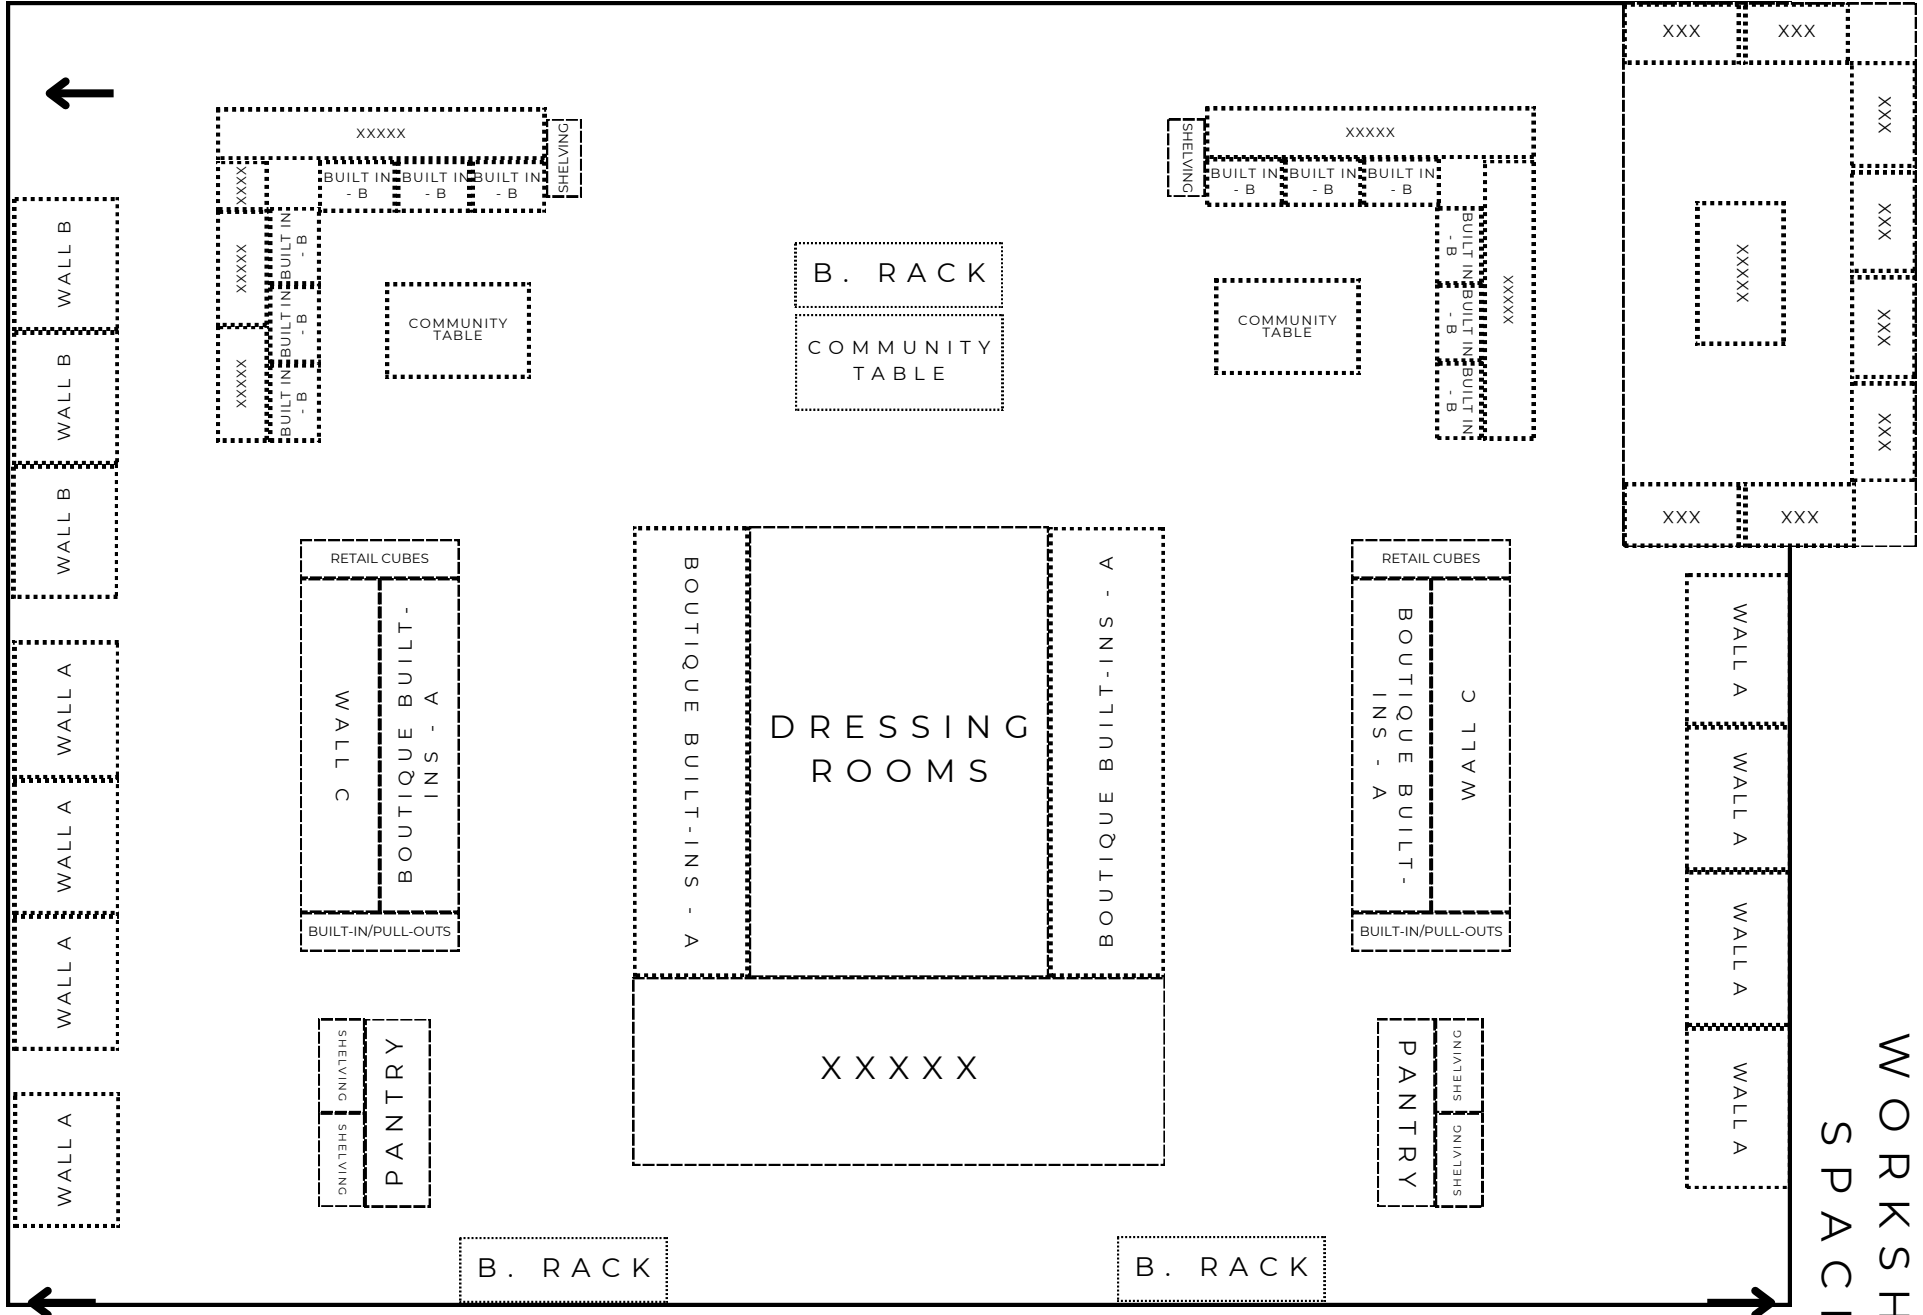 XXX
XXX
XXXXX
SHELVING
SHELVING
XXXXX
XXX
XXXX
BUILT IN
- B
BUILT IN
- B
BUILT IN
- B
BUILT IN
- B
BUILT IN
- B
BUILT IN
- B
XXX
WALL B
XXXXX
BUILT IN
- B
B. RACK
BUILT IN
- B
XXXXX
XXXXX
BUILT IN
- B
COMMUNITY
TABLE
COMMUNITY
TABLE
COMMUNITY
TABLE
BUILT IN
- B
XXX
WALL B
XXXXX
BUILT IN
- B
BUILT IN
- B
XXX
WALL B
XXX
XXX
RETAIL CUBES
RETAIL CUBES
WALL A
WALL C
BOUTIQUE BUILT-
INS - A
BOUTIQUE BUILT-INS - A
DRESSING
ROOMS
BOUTIQUE BUILT-INS - A
BOUTIQUE BUILT-
INS - A
WALL C
WALL A
WALL A
WALL A
BUILT-IN/PULL-OUTS
BUILT-IN/PULL-OUTS
WALL A
WALL A
SHELVING
SHELVING
PANTRY
XXXXX
PANTRY
SHELVING
SHELVING
WALL A
WALL A
B. RACK
B. RACK
WORKSH
SPAC